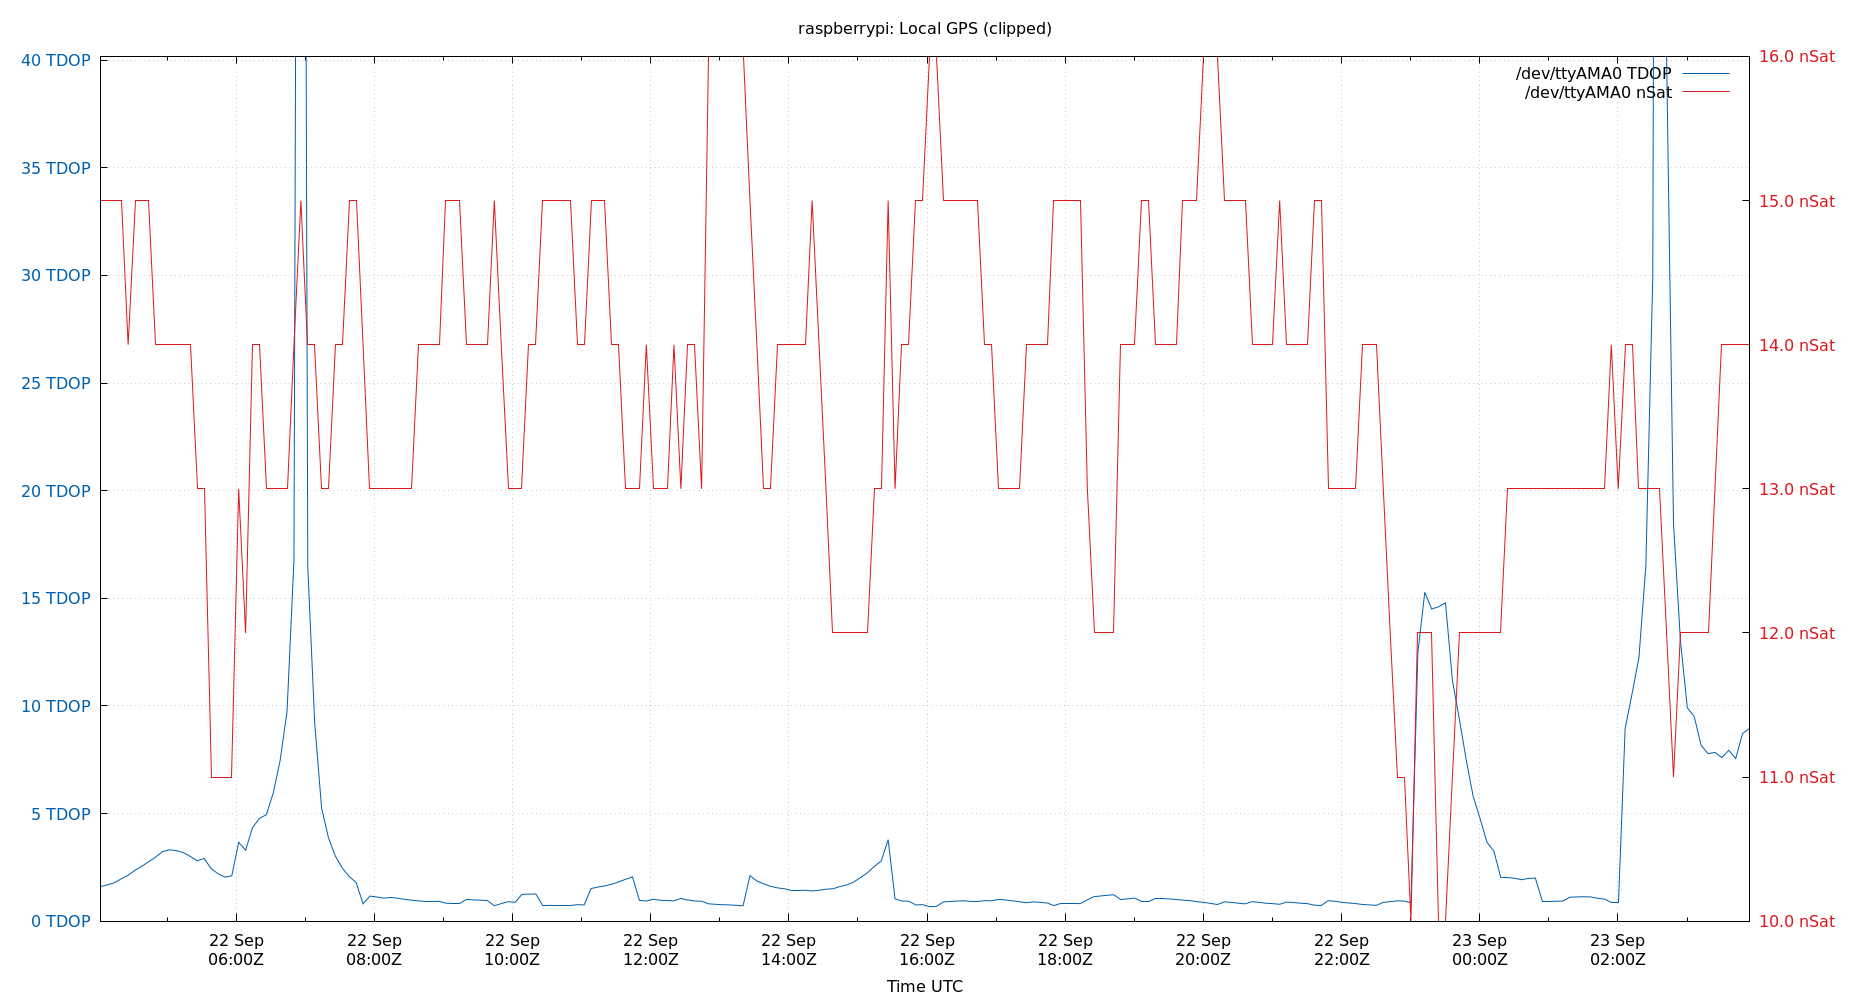 raspberrypi: Local GPS (clipped)
40 TDOP
35 TDOP
30 TDOP
25 TDOP
20 TDOP
15 TDOP
10 TDOP
5 TDOP
0 TDOP
16.0 nSat
15.0 nSat
14.0 nSat
13.0 nSat
12.0 nSat
11.0 nSat
10.0 nSat
/dev/ttyAMA0 TDOP
/dev/ttyAMA0 nSat
22 Sep
06:00Z
22 Sep
08:00Z
22 Sep
10:00Z
22 Sep
12:00Z
22 Sep
14:00Z
22 Sep
16:00Z
22 Sep
18:00Z
22 Sep
20:00Z
22 Sep
22:00Z
23 Sep
00:00Z
23 Sep
02:00Z
Time UTC